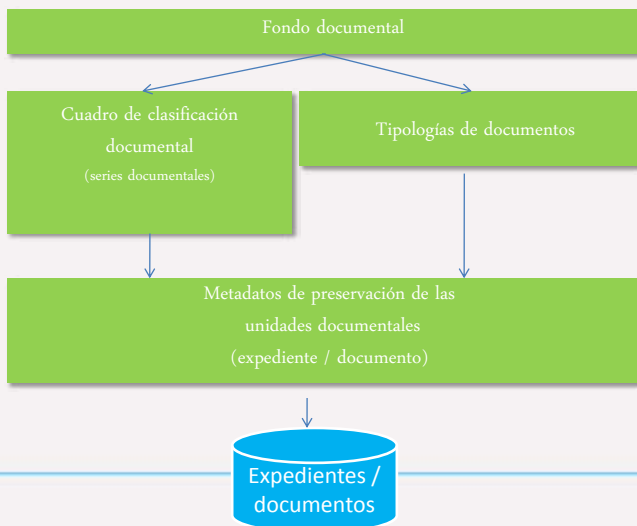 Fondo documental
Cuadro de clasificación
documental
(series documentales)
Tipologías de documentos
Metadatos de preservación de las
unidades documentales
(expediente / documento)
Expedientes /
documentos